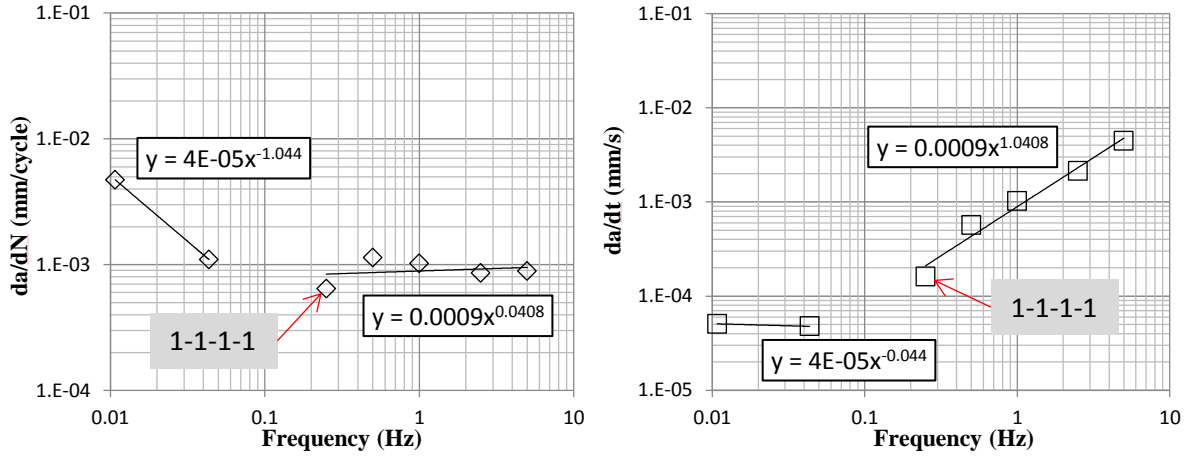 1.E-01
1.E-02
1.E-03
1.E-04
da/dN (mm/cycle)
y = 4E-05x-1.044
1-1-1-1
y = 0.0009x0.0408
0.01 0.1 1 10
Frequency (Hz)
1.E-01
1.E-02
1.E-03
1.E-04
1.E-05
da/dt (mm/s)
y = 0.0009x1.0408
1-1-1-1
y = 4E-05x-0.044
0.01 0.1 1 10
Frequency (Hz)